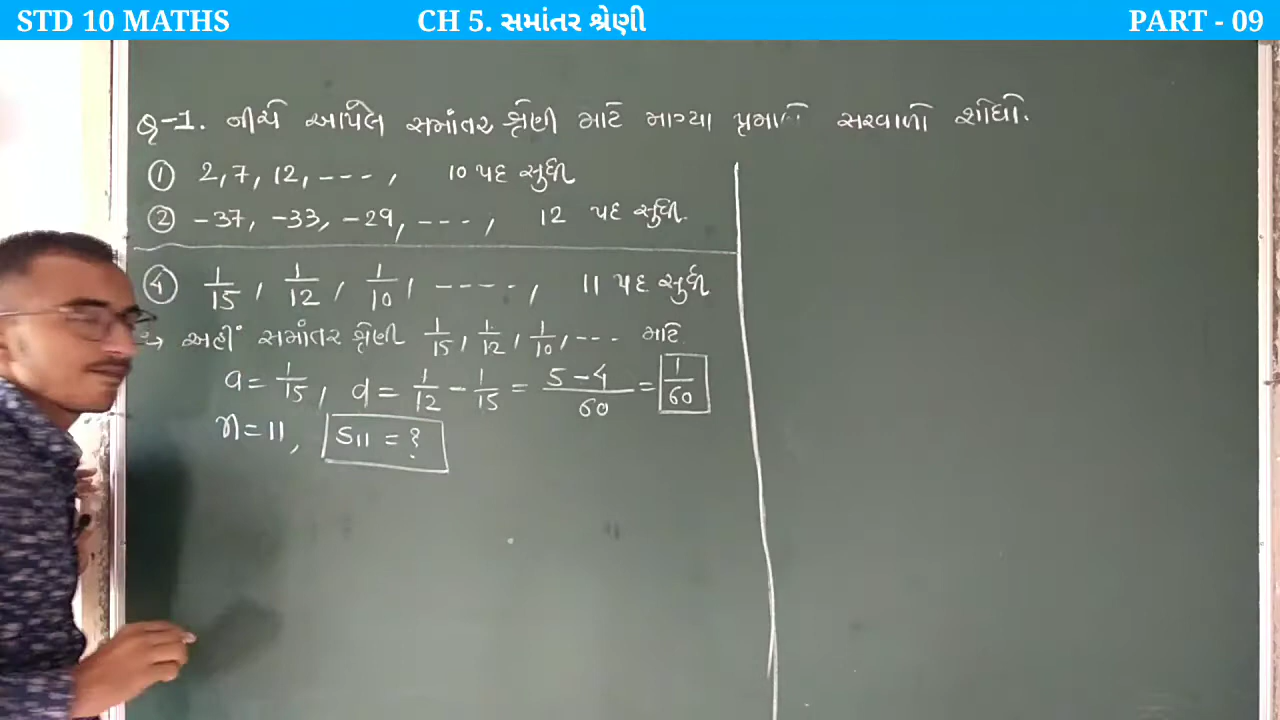 STD 10 MATHS CH 5. સમાંતર શ્રેણી PART - 09
Q-1. નીચે આપેલ સમાંતર શ્રેણી માટે માગ્યા પ્રમાણે સરવાળો શોધો.
① 2, 7, 12, ---, 10 પદ સુધી
② -37, -33, -29, ---, 12 પદ સુધી.
④ 1/15, 1/12, 1/10, ----, 11 પદ સુધી
→ અહીં સમાંતર શ્રેણી 1/15, 1/12, 1/10, --- માટે
a = 1/15, d = 1/12 - 1/15 = 5-4/60 = 1/60
n = 11, S11 = ?